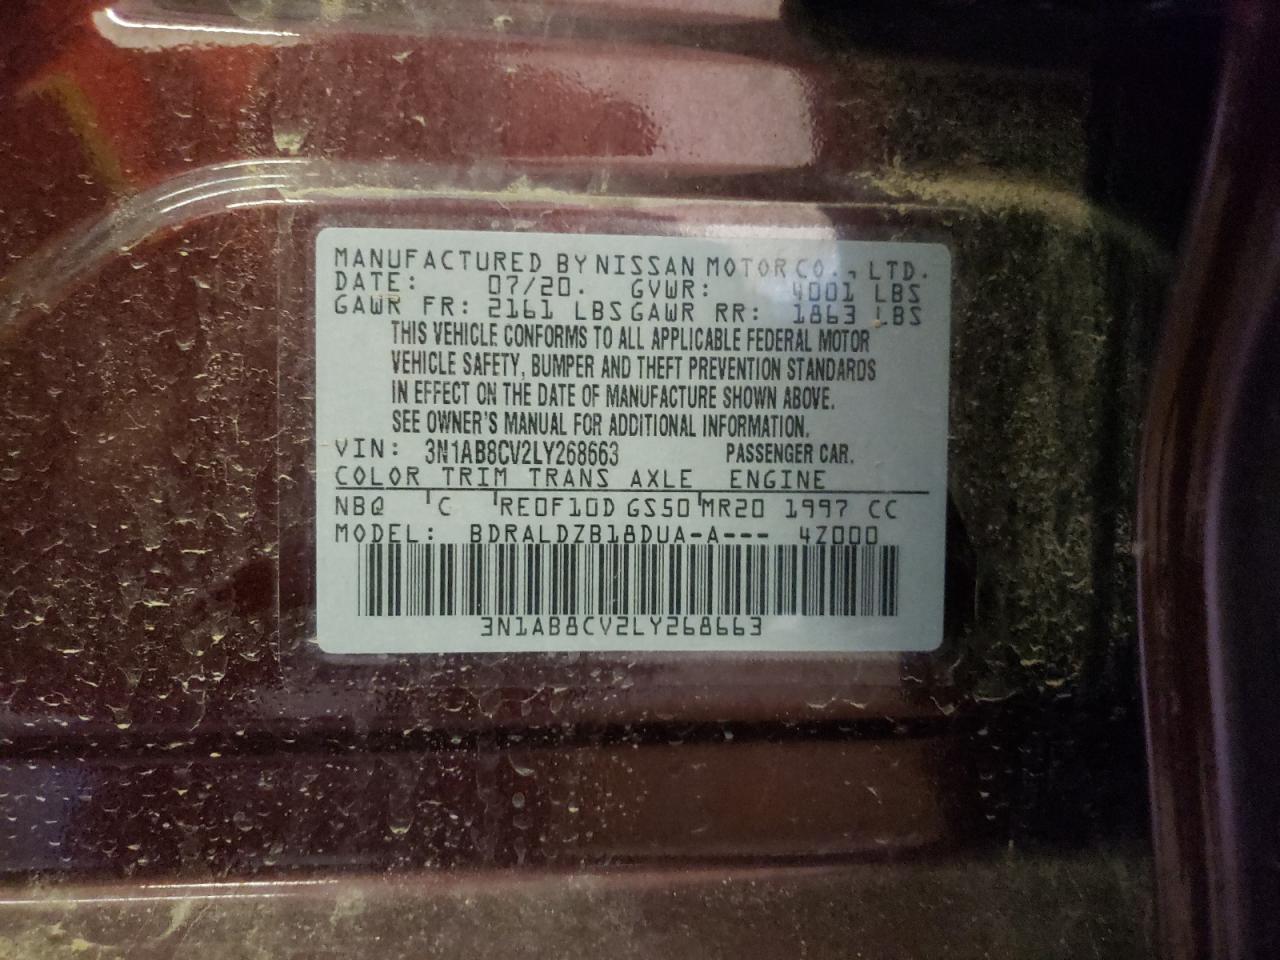 MANUFACTURED BY NISSAN MOTOR CO., LTD.
DATE: 07/20. GVWR: 4001 LBS
GAWR FR: 2161 LBS GAWR RR: 1863 LBS
THIS VEHICLE CONFORMS TO ALL APPLICABLE FEDERAL MOTOR
VEHICLE SAFETY, BUMPER AND THEFT PREVENTION STANDARDS
IN EFFECT ON THE DATE OF MANUFACTURE SHOWN ABOVE.
SEE OWNER'S MANUAL FOR ADDITIONAL INFORMATION.
VIN: 3N1AB8CV2LY268663 PASSENGER CAR.
COLOR TRIM TRANS AXLE ENGINE
NBQ C RE0F10D GS50 MR20 1997 CC
MODEL: BDRALDZB18DUA-A--- 4Z000
3N1AB8CV2LY268663